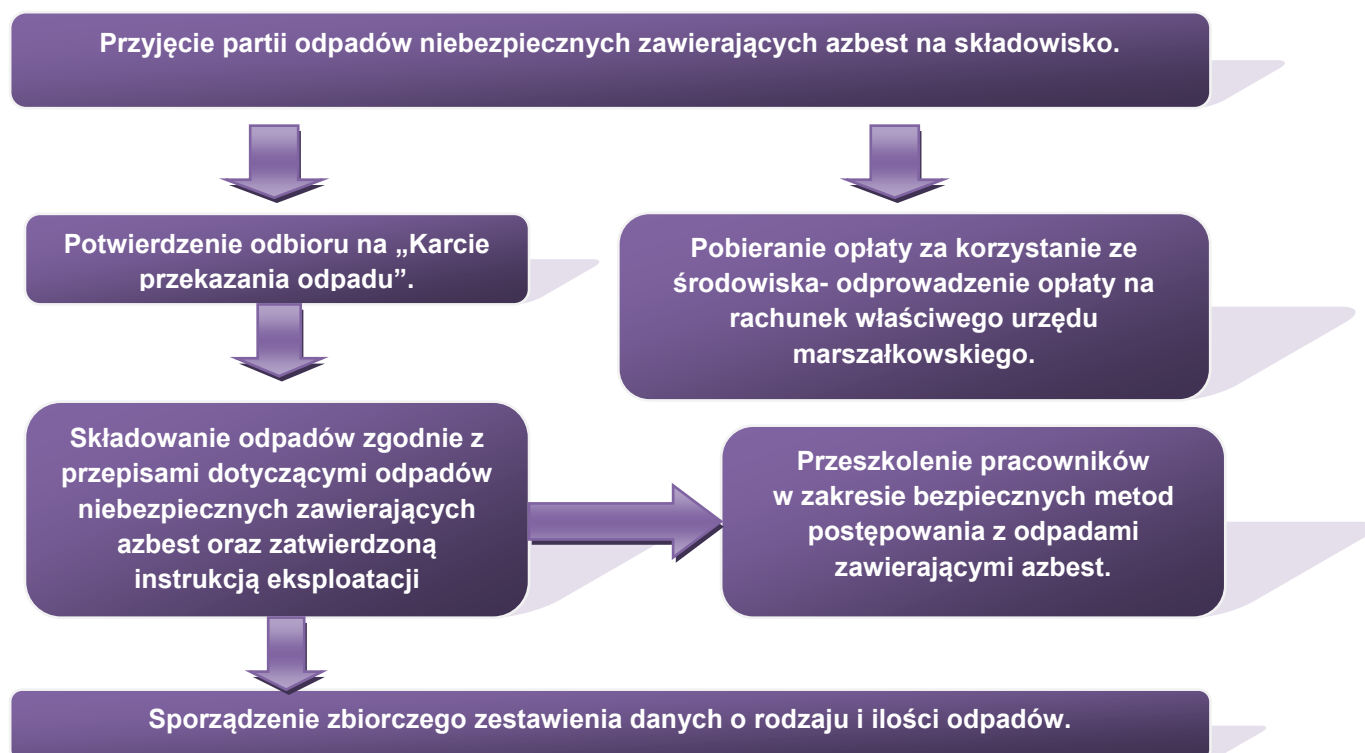 Przyjęcie partii odpadów niebezpiecznych zawierających azbest na składowisko.
Potwierdzenie odbioru na „Karcie
przekazania odpadu”.
Pobieranie opłaty za korzystanie ze
środowiska- odprowadzenie opłaty na
rachunek właściwego urzędu
marszałkowskiego.
Składowanie odpadów zgodnie z
przepisami dotyczącymi odpadów
niebezpiecznych zawierających
azbest oraz zatwierdzoną
instrukcją eksploatacji
Przeszkolenie pracowników
w zakresie bezpiecznych metod
postępowania z odpadami
zawierającymi azbest.
Sporządzenie zbiorczego zestawienia danych o rodzaju i ilości odpadów.